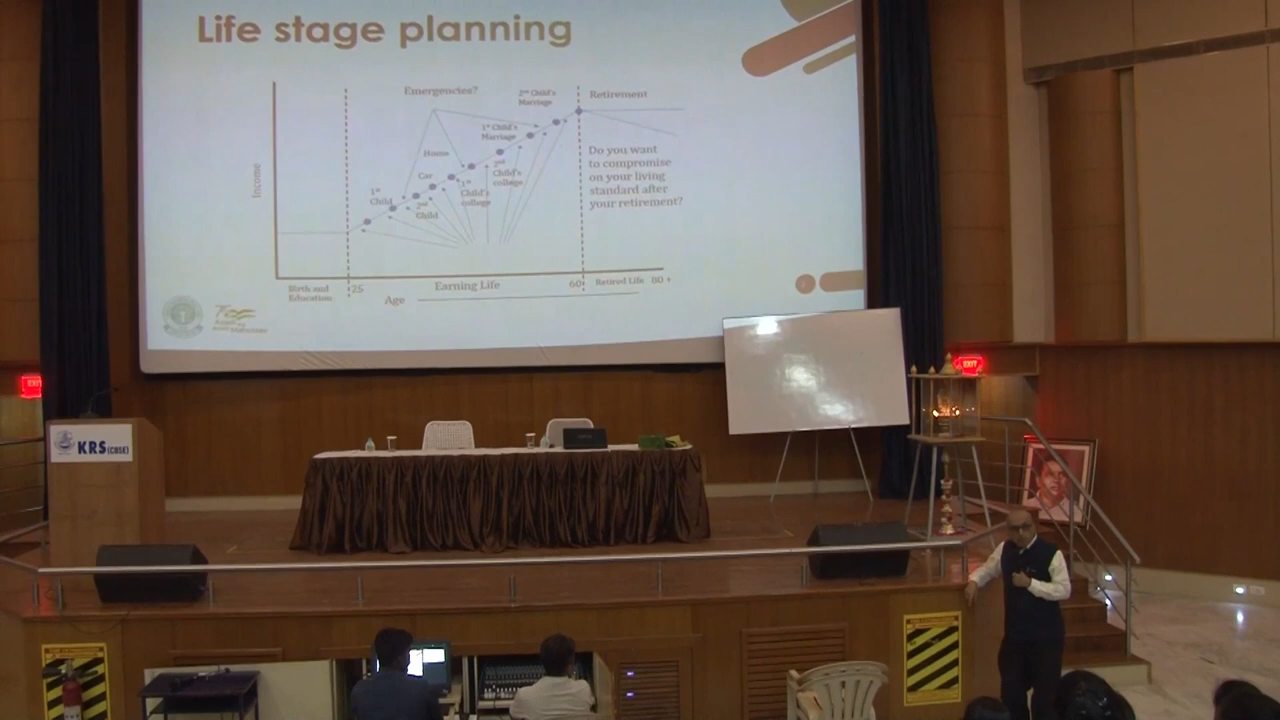 Life stage planning
Emergencies?
2nd Child's
Marriage
Retirement
1st Child's
Marriage
Home
2nd
Child's
college
Car
1st
Child's
college
1st
Child
2nd
Child
Do you want
to compromise
on your living
standard after
your retirement?
Income
Birth and
Education
25
Earning Life
60
Retired Life
80 +
Age
EXIT
EXIT
KRS(CBSE)